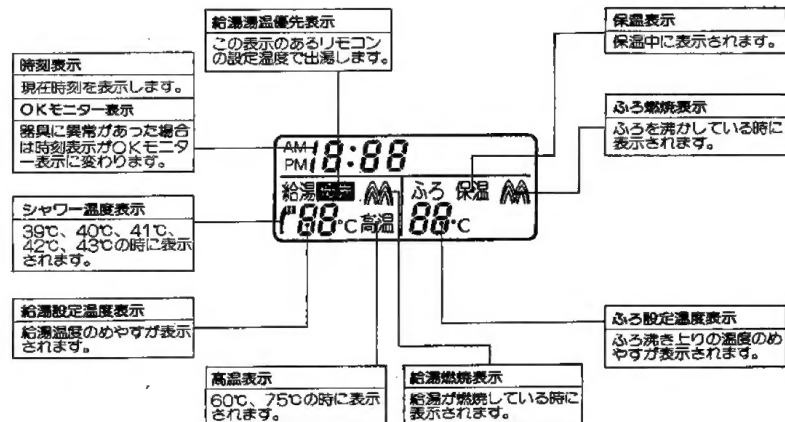 給湯湯温優先表示
この表示のあるリモコン
の設定温度で出湯します。
保温表示
保温中に表示されます。
時刻表示
現在時刻を表示します。
OKモニター表示
器具に異常があった場合
は時刻表示がOKモニタ
ー表示に変わります。
ふろ燃焼表示
ふろを沸かしている時に
表示されます。
AM
PM 18:88
給湯 優先 ふろ 保温
88℃ 高温 88℃
シャワー温度表示
39℃、40℃、41℃、
42℃、43℃の時に表示
されます。
給湯設定温度表示
給湯温度のめやすが表示
されます。
ふろ設定温度表示
ふろ沸き上りの温度のめ
やすが表示されます。
高温表示
60℃、75℃の時に表示
されます。
給湯燃焼表示
給湯が燃焼している時に
表示されます。